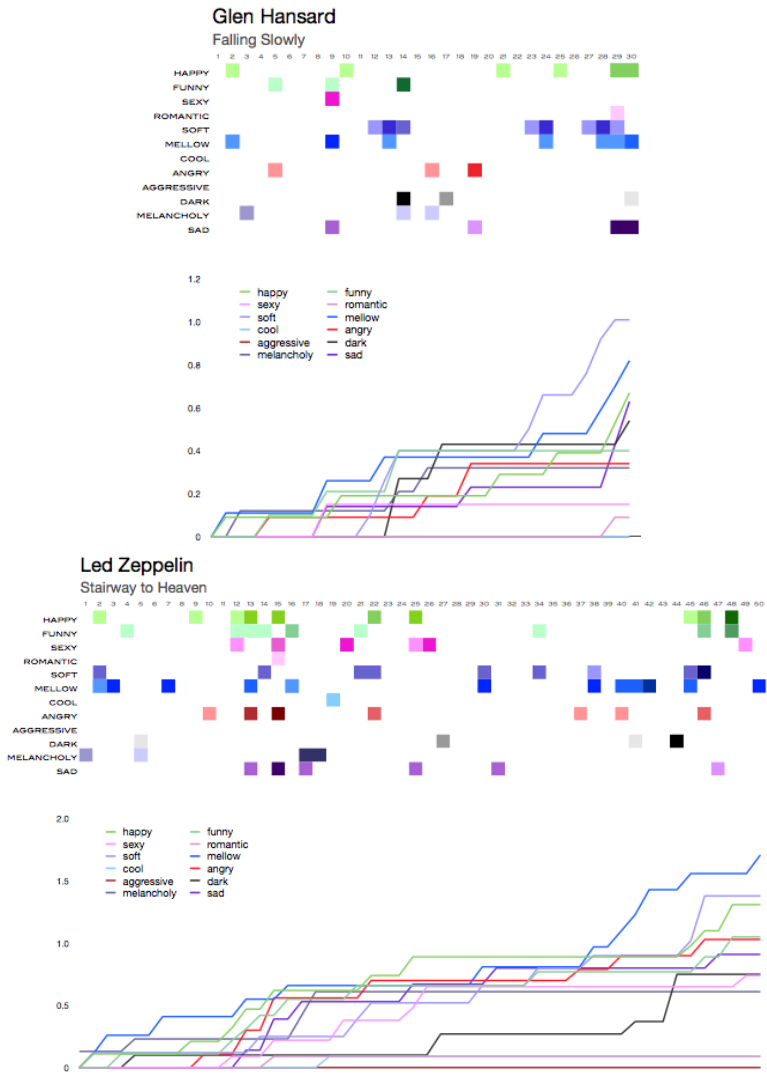 Glen Hansard
Falling Slowly
1 2 3 4 5 6 7 8 9 10 11 12 13 14 15 16 17 18 19 20 21 22 23 24 25 26 27 28 29 30
HAPPY
FUNNY
SEXY
ROMANTIC
SOFT
MELLOW
COOL
ANGRY
AGGRESSIVE
DARK
MELANCHOLY
SAD
1.2
happy funny
sexy romantic
1.0
soft mellow
cool angry
0.8
aggressive dark
melancholy sad
0.6
0.4
0.2
0
Led Zeppelin
Stairway to Heaven
1 2 3 4 5 6 7 8 9 10 11 12 13 14 15 16 17 18 19 20 21 22 23 24 25 26 27 28 29 30 31 32 33 34 35 36 37 38 39 40 41 42 43 44 45 46 47 48 49 50
HAPPY
FUNNY
SEXY
ROMANTIC
SOFT
MELLOW
COOL
ANGRY
AGGRESSIVE
DARK
MELANCHOLY
SAD
2.0
happy funny
sexy romantic
soft mellow
cool angry
1.5
aggressive dark
melancholy sad
1.0
0.5
0